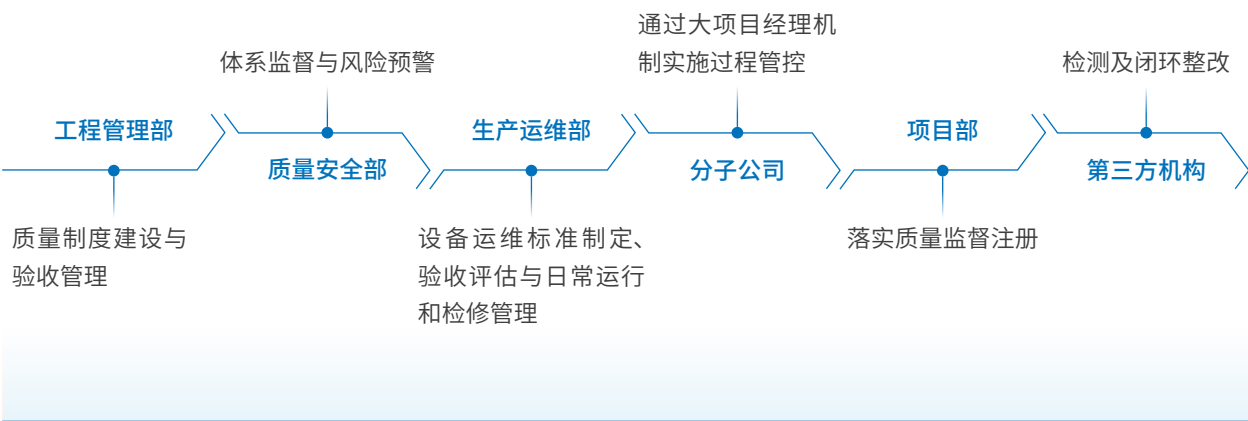 工程管理部
质量制度建设与
验收管理
体系监督与风险预警
质量安全部
生产运维部
设备运维标准制定、
验收评估与日常运行
和检修管理
通过大项目经理机
制实施过程管控
分子公司
项目部
落实质量监督注册
检测及闭环整改
第三方机构